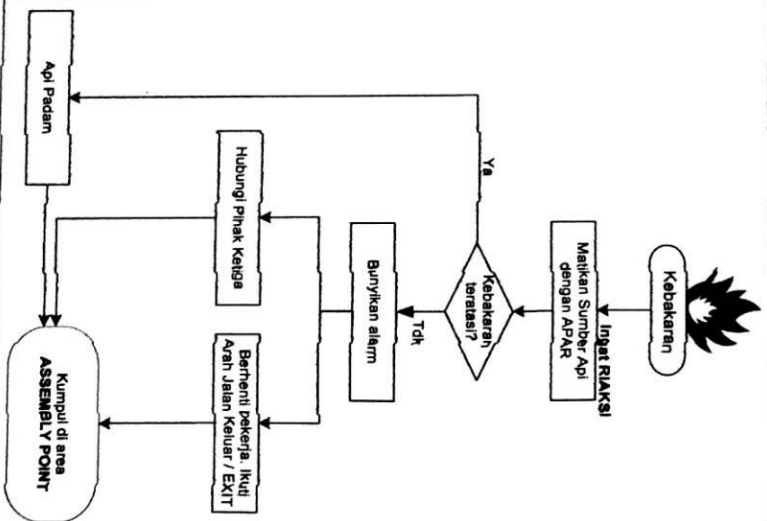 Kebakaran
Ingat RIAKSI
Matikan Sumber Api
dengan APAR
Kebakaran
teratasi?
Ya
Tdk
Bunyikan alarm
Hubungi Pihak Ketiga
Berhenti pekerja. Ikuti
Arah Jalan Keluar / EXIT
Api Padam
Kumpul di area
ASSEMBLY POINT